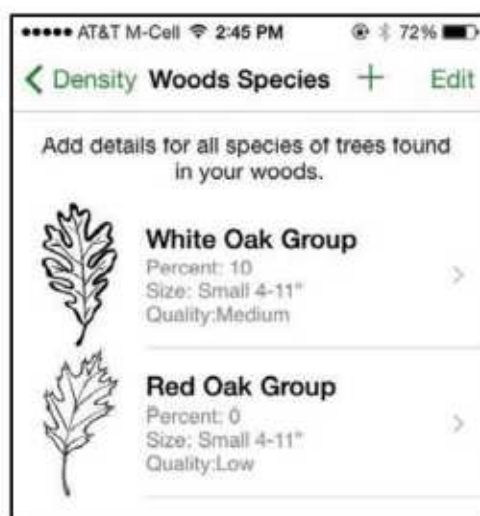 AT&T M-Cell 2:45 PM 72%
Density Woods Species + Edit
Add details for all species of trees found
in your woods.
White Oak Group
Percent: 10
Size: Small 4-11"
Quality:Medium
Red Oak Group
Percent: 0
Size: Small 4-11"
Quality:Low